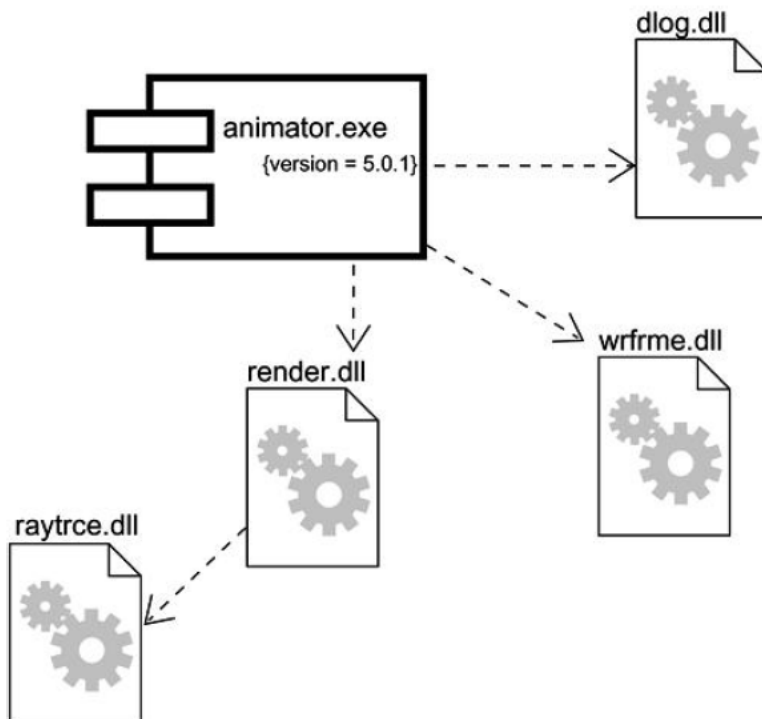 dlog.dll
animator.exe
{version = 5.0.1}
wrfrme.dll
render.dll
raytrce.dll